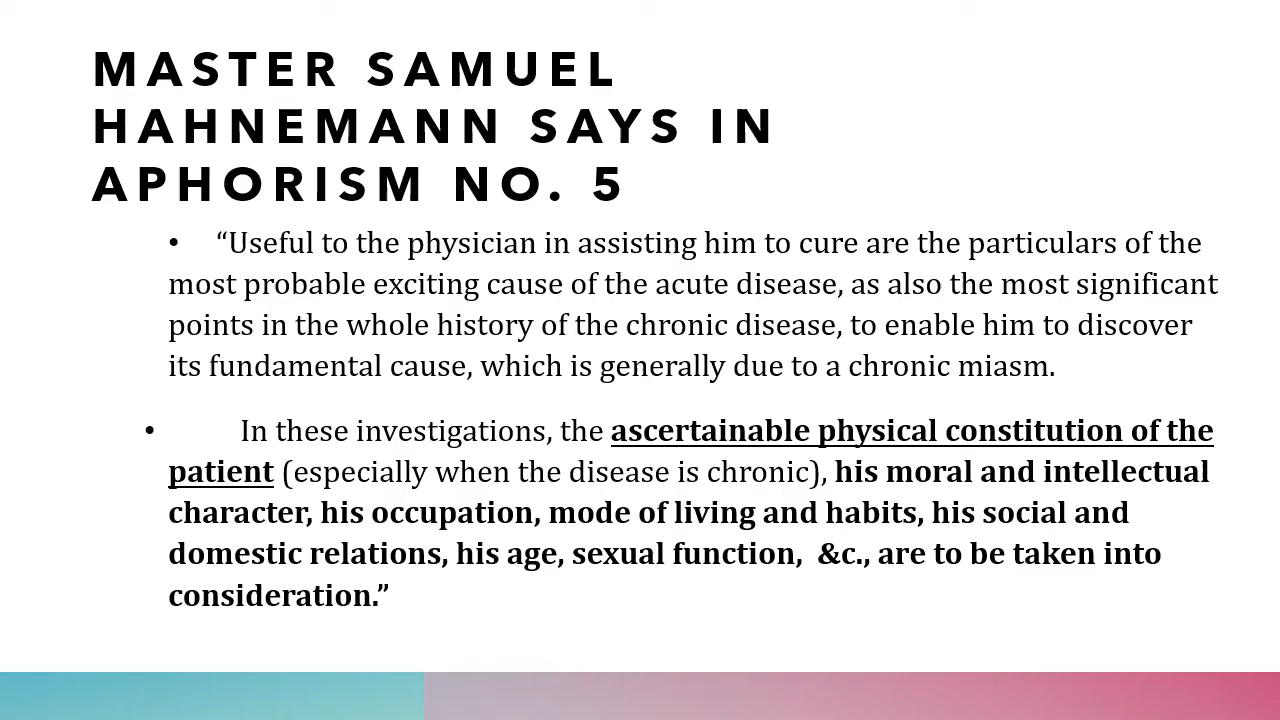 MASTER SAMUEL
HAHNEMANN SAYS IN
APHORISM NO. 5
• “Useful to the physician in assisting him to cure are the particulars of the
most probable exciting cause of the acute disease, as also the most significant
points in the whole history of the chronic disease, to enable him to discover
its fundamental cause, which is generally due to a chronic miasm.
• In these investigations, the ascertainable physical constitution of the
patient (especially when the disease is chronic), his moral and intellectual
character, his occupation, mode of living and habits, his social and
domestic relations, his age, sexual function,  &c., are to be taken into
consideration.”